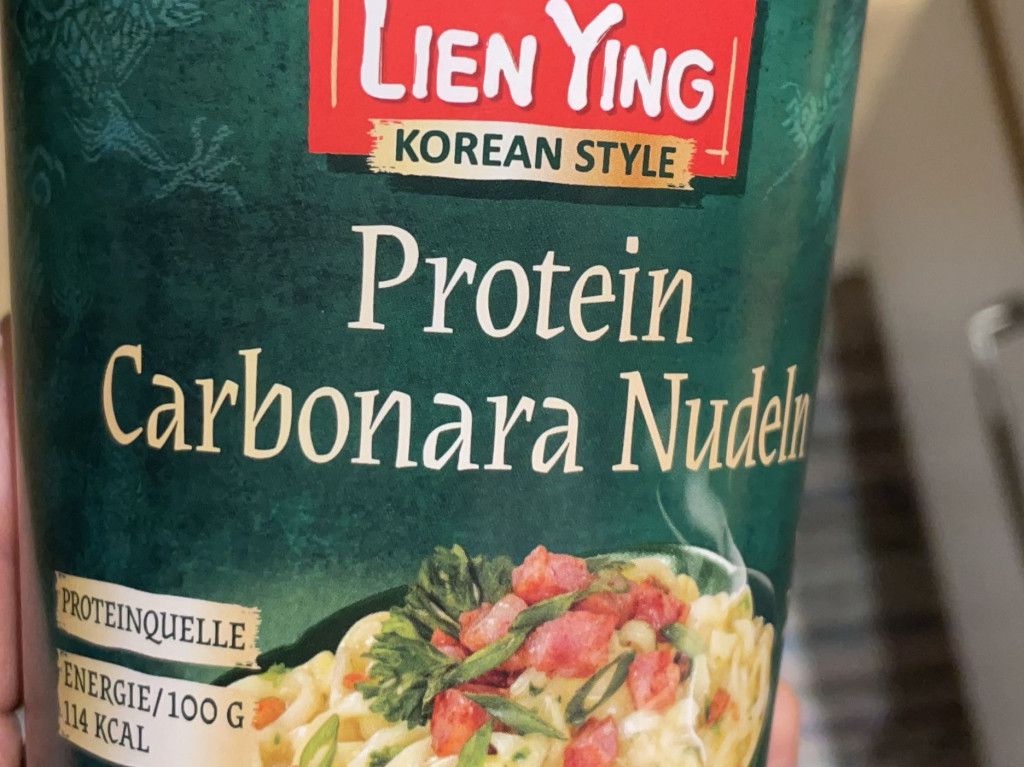 LIEN YING
KOREAN STYLE
Protein
Carbonara Nudeln
PROTEINQUELLE
ENERGIE/100 G
114 KCAL